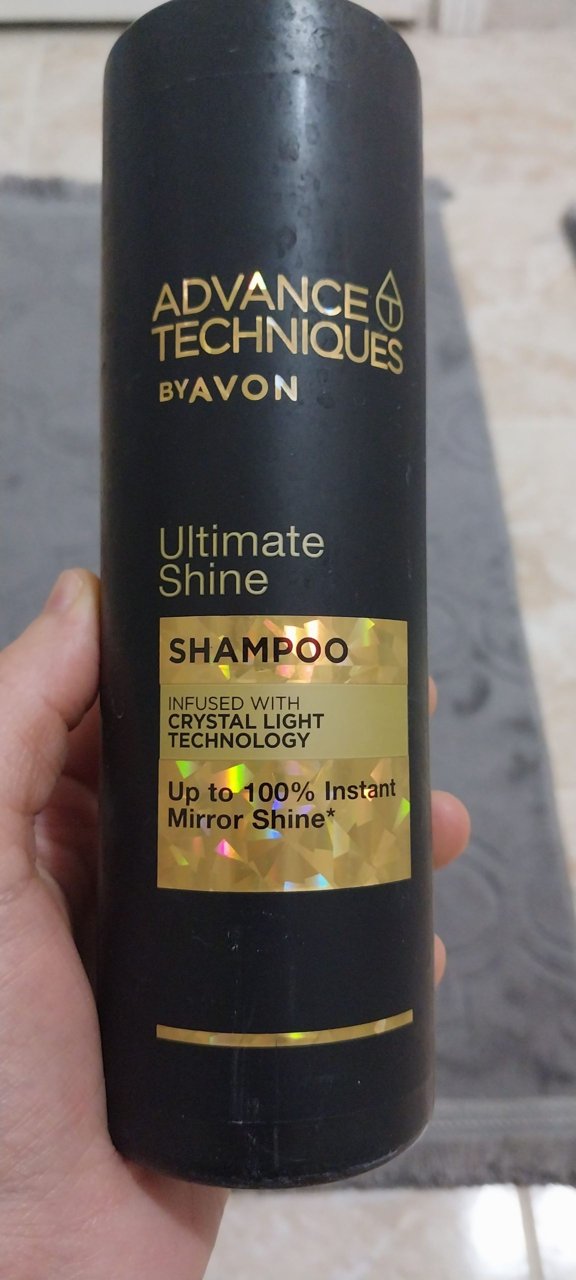 ADVANCE
TECHNIQUES
BY AVON
Ultimate
Shine
SHAMPOO
INFUSED WITH
CRYSTAL LIGHT
TECHNOLOGY
Up to 100% Instant
Mirror Shine*